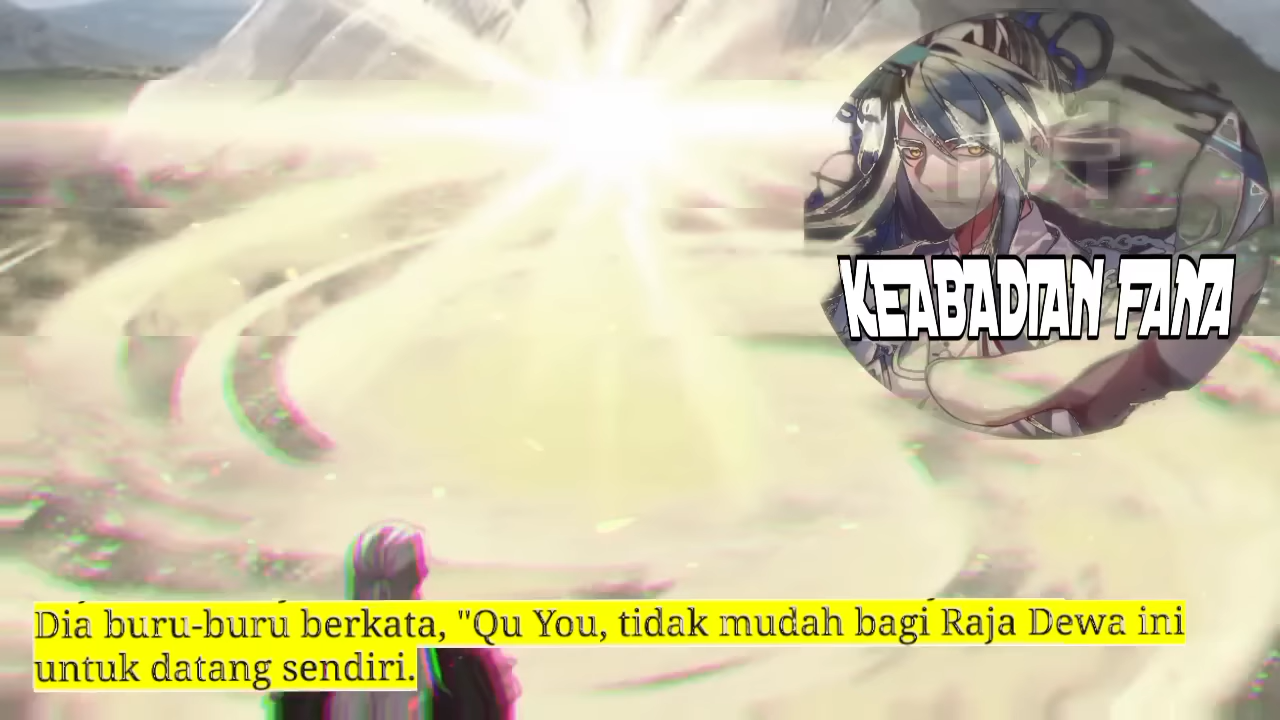 KEABADIAN FANA
Dia buru-buru berkata, "Qu You, tidak mudah bagi Raja Dewa ini
untuk datang sendiri.